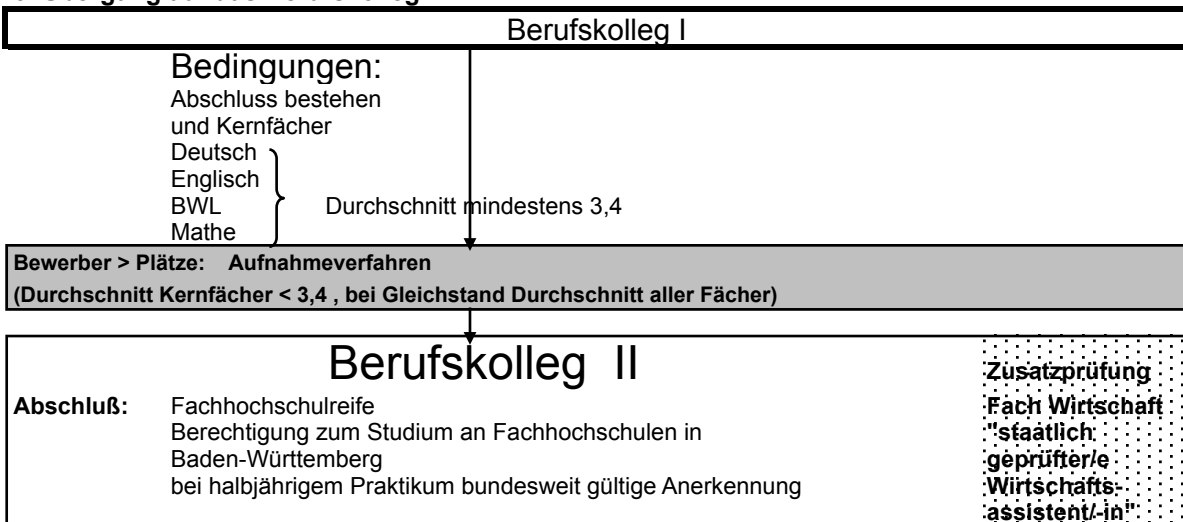 Berufskolleg I
Bedingungen:
Abschluss bestehen
und Kernfächer
Deutsch
Englisch
BWL Durchschnitt mindestens 3,4
Mathe
Bewerber > Plätze: Aufnahmeverfahren
(Durchschnitt Kernfächer < 3,4 , bei Gleichstand Durchschnitt aller Fächer)
Berufskolleg II
Abschluß: Fachhochschulreife
Berechtigung zum Studium an Fachhochschulen in
Baden-Württemberg
bei halbjährigem Praktikum bundesweit gültige Anerkennung
Zusatzprüfung
Fach Wirtschaft
"staatlich
geprüfter/e
Wirtschafts-
assistent/-in"